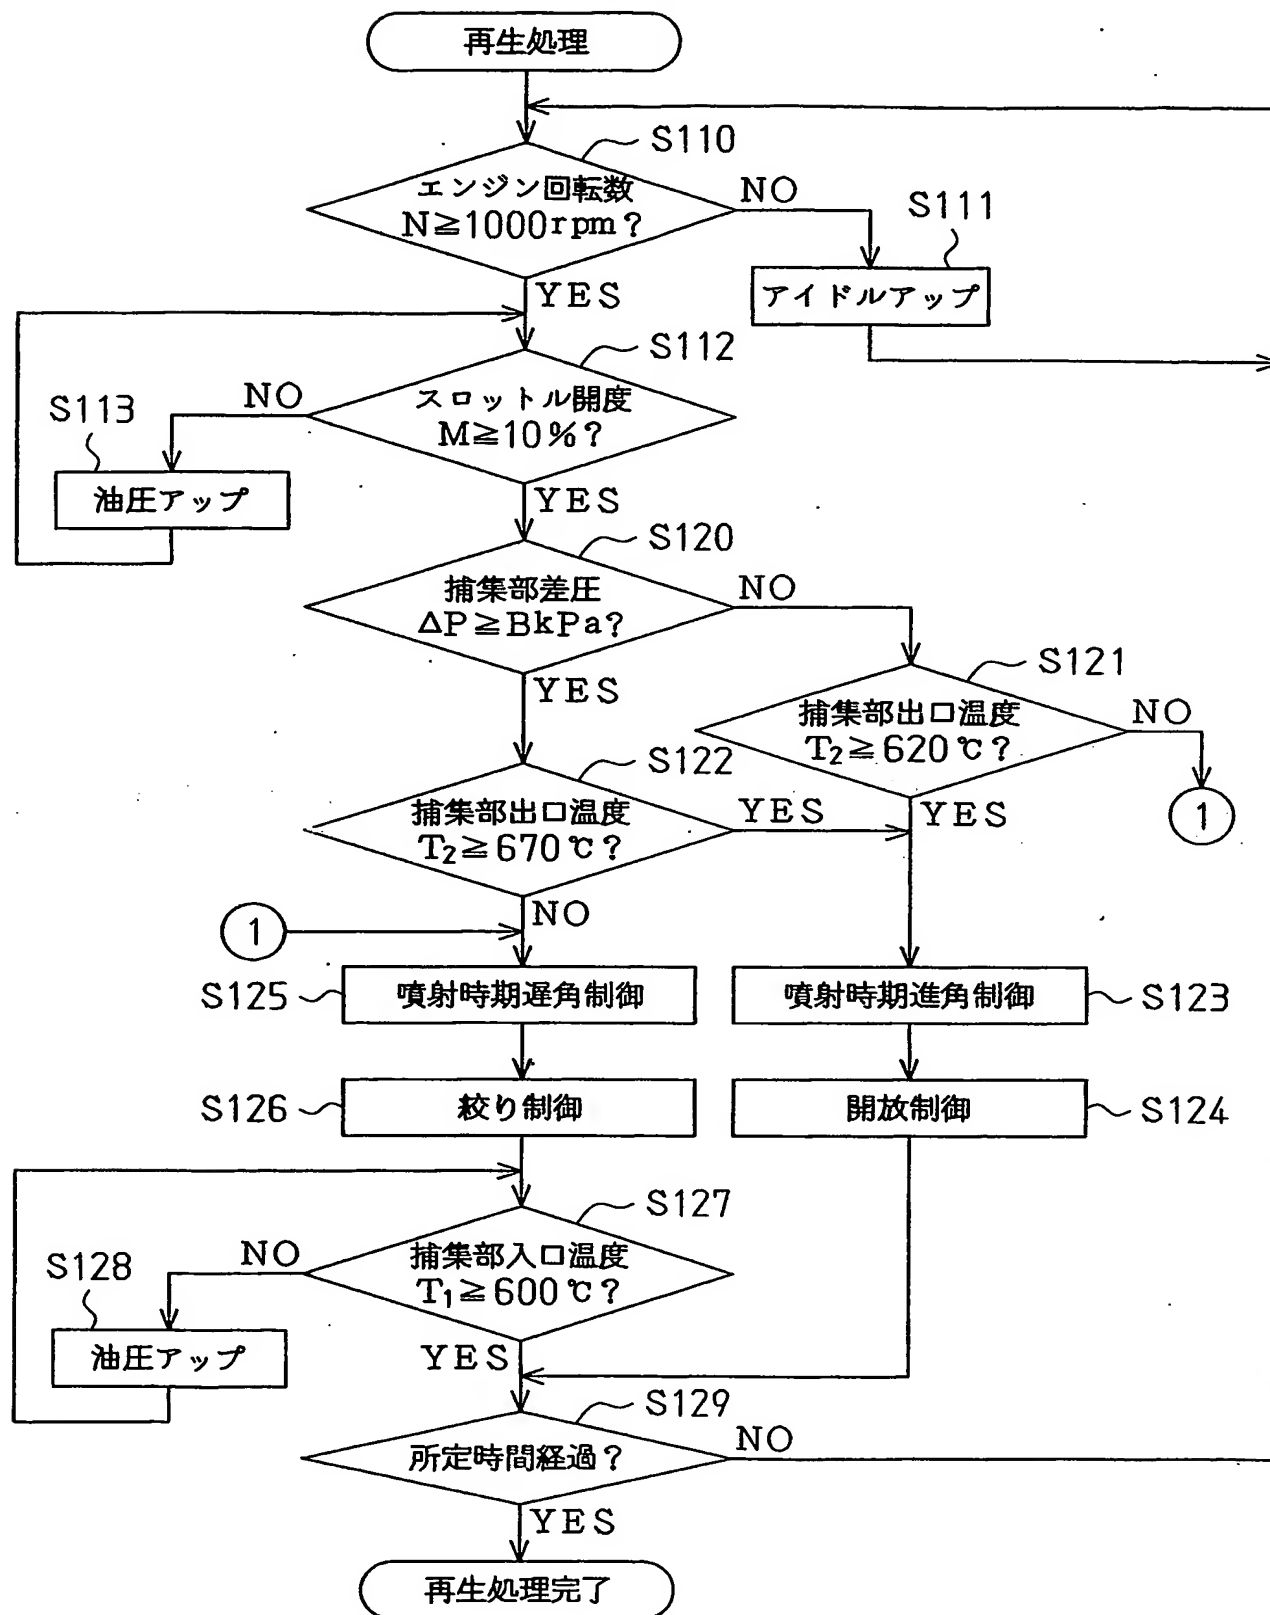 再生処理
S110
エンジン回転数
N≧1000rpm?
NO
S111
アイドルアップ
YES
S112
スロットル開度
M≧10%?
NO
S113
油圧アップ
YES
S120
捕集部差圧
ΔP≧BkPa?
NO
YES
S121
捕集部出口温度
T₂≧620℃?
NO
1
YES
S122
捕集部出口温度
T₂≧670℃?
YES
NO
1
S125
噴射時期遅角制御
噴射時期進角制御
S123
S126
絞り制御
開放制御
S124
S127
捕集部入口温度
T₁≧600℃?
NO
S128
油圧アップ
YES
S129
所定時間経過?
NO
YES
再生処理完了